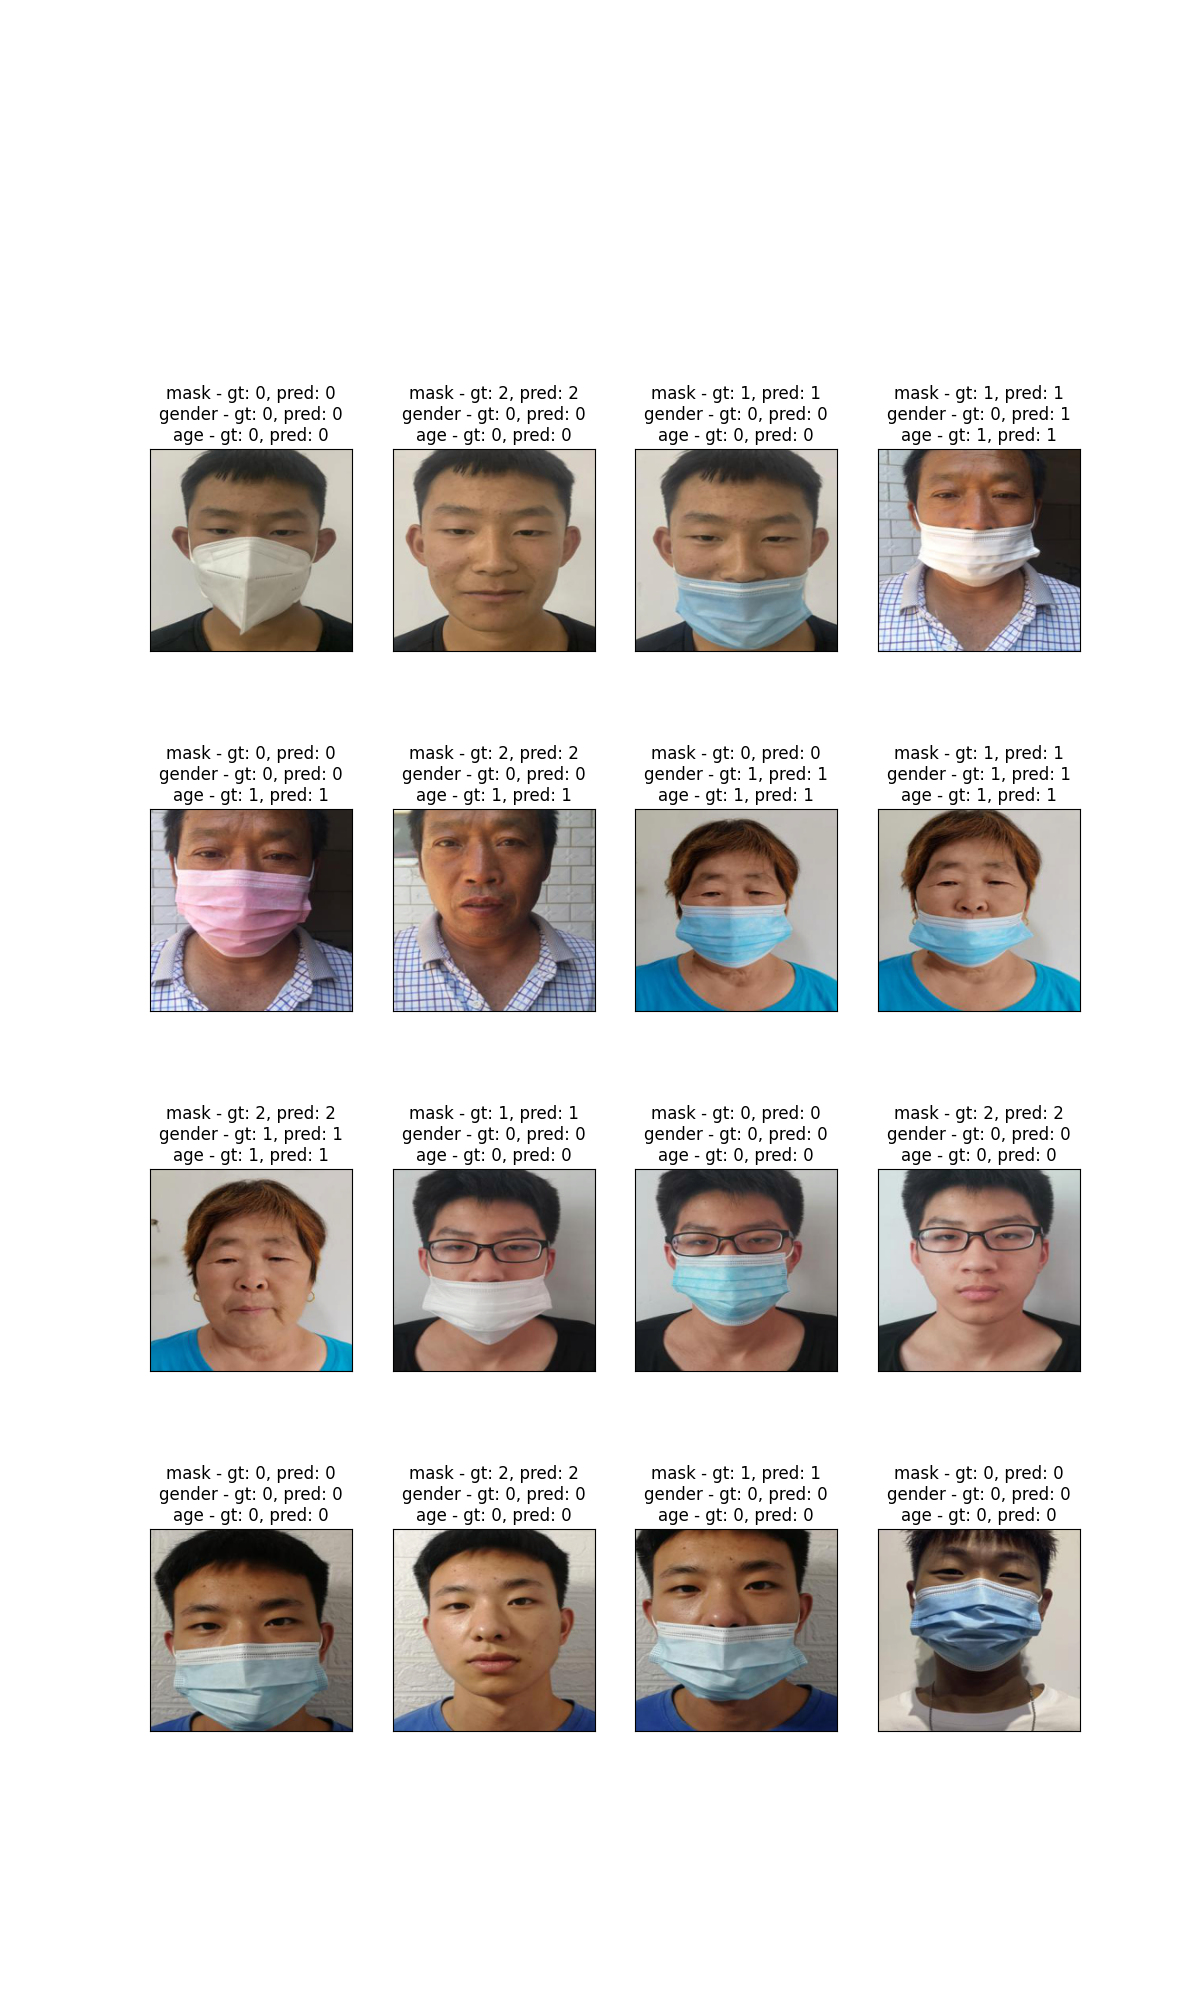 mask - gt: 0, pred: 0
gender - gt: 0, pred: 0
age - gt: 0, pred: 0
mask - gt: 2, pred: 2
gender - gt: 0, pred: 0
age - gt: 0, pred: 0
mask - gt: 1, pred: 1
gender - gt: 0, pred: 0
age - gt: 0, pred: 0
mask - gt: 1, pred: 1
gender - gt: 0, pred: 1
age - gt: 1, pred: 1
mask - gt: 0, pred: 0
gender - gt: 0, pred: 0
age - gt: 1, pred: 1
mask - gt: 2, pred: 2
gender - gt: 0, pred: 0
age - gt: 1, pred: 1
mask - gt: 0, pred: 0
gender - gt: 1, pred: 1
age - gt: 1, pred: 1
mask - gt: 1, pred: 1
gender - gt: 1, pred: 1
age - gt: 1, pred: 1
mask - gt: 2, pred: 2
gender - gt: 1, pred: 1
age - gt: 1, pred: 1
mask - gt: 1, pred: 1
gender - gt: 0, pred: 0
age - gt: 0, pred: 0
mask - gt: 0, pred: 0
gender - gt: 0, pred: 0
age - gt: 0, pred: 0
mask - gt: 2, pred: 2
gender - gt: 0, pred: 0
age - gt: 0, pred: 0
mask - gt: 0, pred: 0
gender - gt: 0, pred: 0
age - gt: 0, pred: 0
mask - gt: 2, pred: 2
gender - gt: 0, pred: 0
age - gt: 0, pred: 0
mask - gt: 1, pred: 1
gender - gt: 0, pred: 0
age - gt: 0, pred: 0
mask - gt: 0, pred: 0
gender - gt: 0, pred: 0
age - gt: 0, pred: 0